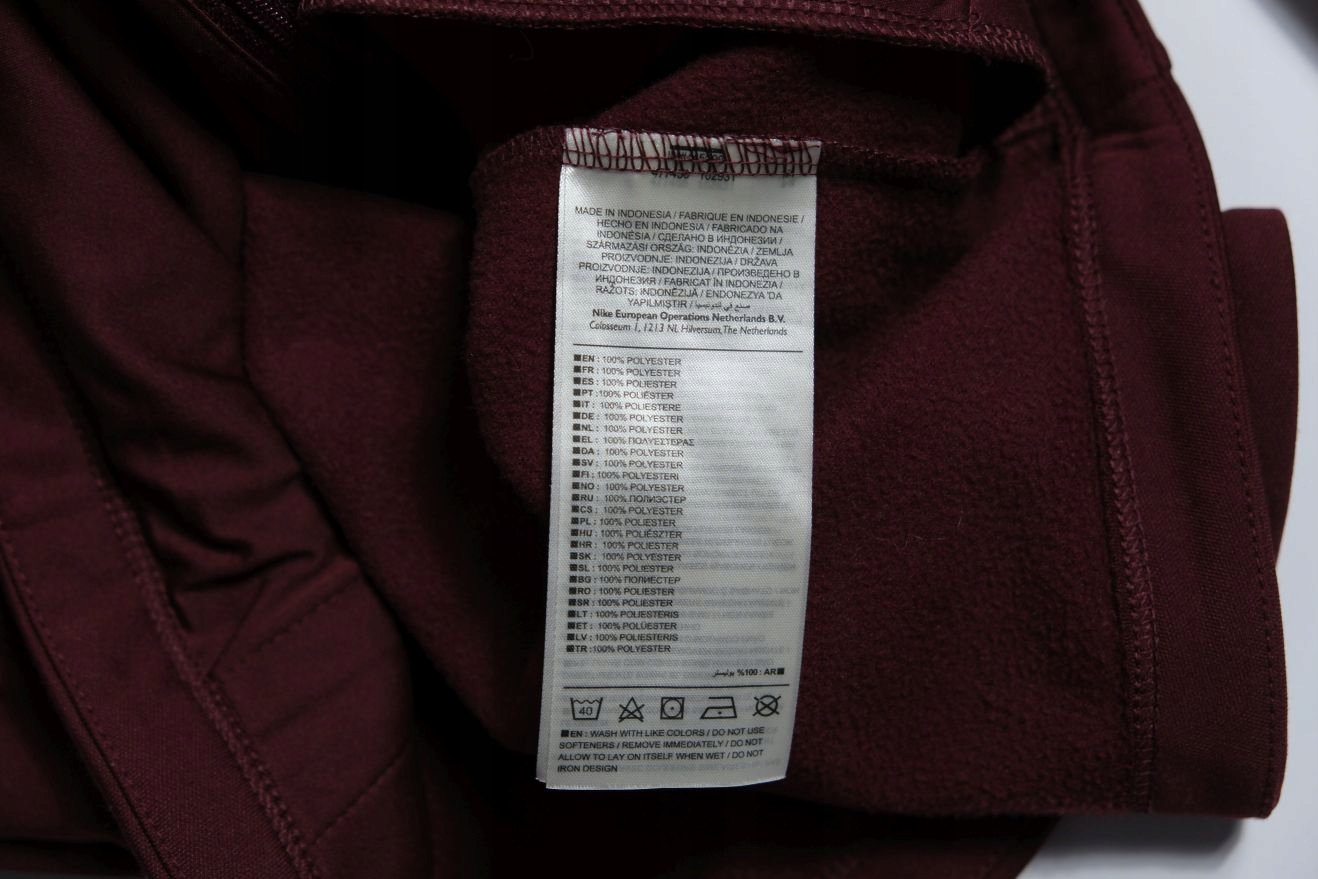 MADE IN INDONESIA / FABRIQUE EN INDONESIE /
HECHO EN INDONESIA / FABRICADO NA
INDONÉSIA / СДЕЛАНО В ИНДОНЕЗИИ /
SZÁRMAZÁSI ORSZÁG: INDONÉZIA / ZEMLJA
PROIZVODNJE: INDONEZIJA / DRŽAVA
PROIZVODNJE: INDONEZIJA / ПРОИЗВЕДЕНО В
ИНДОНЕЗИЯ / FABRICAT IN INDONEZIA /
RAŽOTS: INDONĒZIJĀ / ENDONEZYA'DA
YAPILMIŞTIR / صنع في
Nike European Operations Netherlands B.V.
Colosseum 1, 1213 NL Hilversum, The Netherlands
EN : 100% POLYESTER
FR : 100% POLYESTER
ES : 100% POLIESTER
PT : 100% POLIÉSTER
IT : 100% POLIESTERE
DE : 100% POLYESTER
NL : 100% POLYESTER
EL : 100% ΠΟΛΥΕΣΤΕΡΑΣ
DA : 100% POLYESTER
SV : 100% POLYESTER
FI : 100% POLYESTERI
NO : 100% POLYESTER
RU : 100% ПОЛИЭСТЕР
CS : 100% POLYESTER
PL : 100% POLIESTER
HU : 100% POLIÉSZTER
HR : 100% POLIESTER
SK : 100% POLYESTER
SL : 100% POLIESTER
BG : 100% ПОЛИЕСТЕР
RO : 100% POLIESTER
SR : 100% POLIESTER
LT : 100% POLIESTERIS
ET : 100% POLÜESTER
LV : 100% POLIESTERIS
TR : 100% POLYESTER
AR : 100% بوليستر
40
EN : WASH WITH LIKE COLORS / DO NOT USE
SOFTENERS / REMOVE IMMEDIATELY / DO NOT
ALLOW TO LAY ON ITSELF WHEN WET / DO NOT
IRON DESIGN